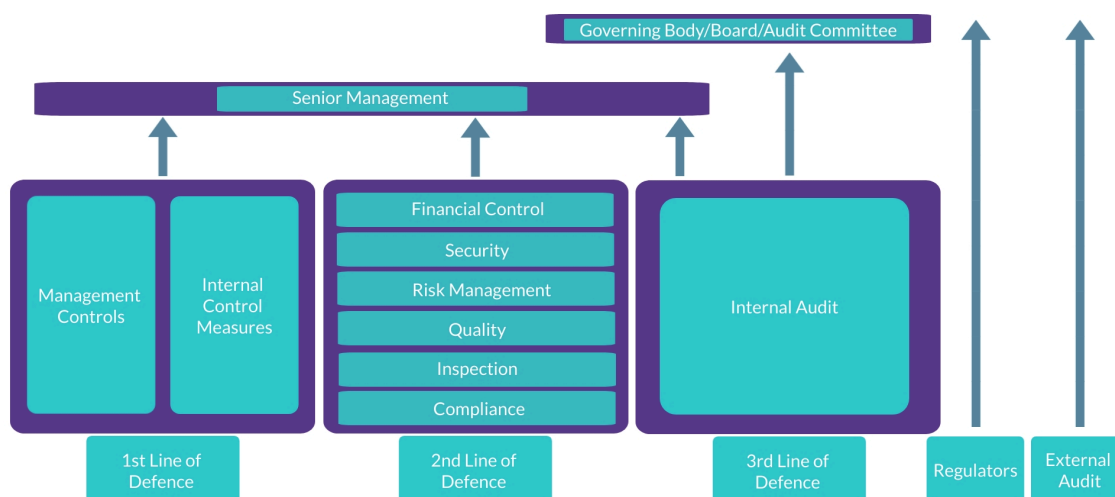 Governing Body/Board/Audit Committee
Senior Management
Management
Controls
Internal
Control
Measures
Financial Control
Security
Risk Management
Quality
Inspection
Compliance
Internal Audit
1st Line of
Defence
2nd Line of
Defence
3rd Line of
Defence
Regulators
External
Audit